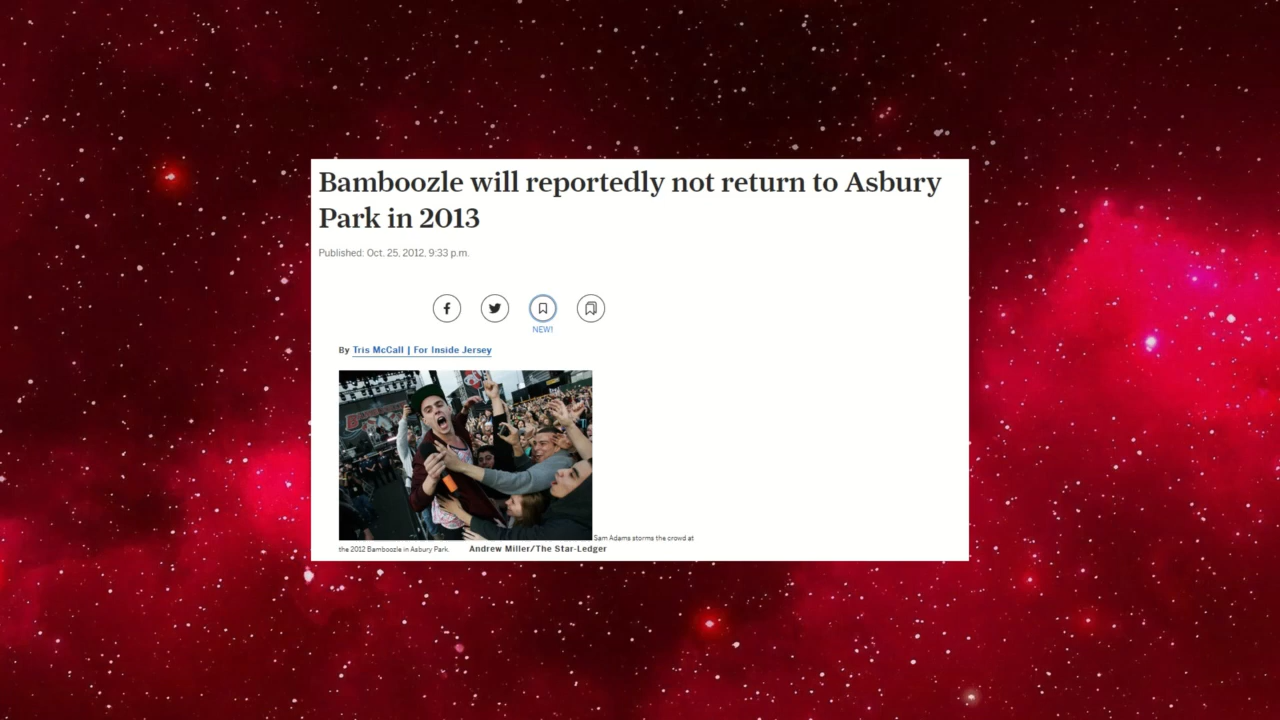 Bamboozle will reportedly not return to Asbury
Park in 2013
Published: Oct. 25, 2012, 9:33 p.m.
NEW!
By Tris McCall | For Inside Jersey
Sam Adams storms the crowd at
the 2012 Bamboozle in Asbury Park. Andrew Miller/The Star-Ledger